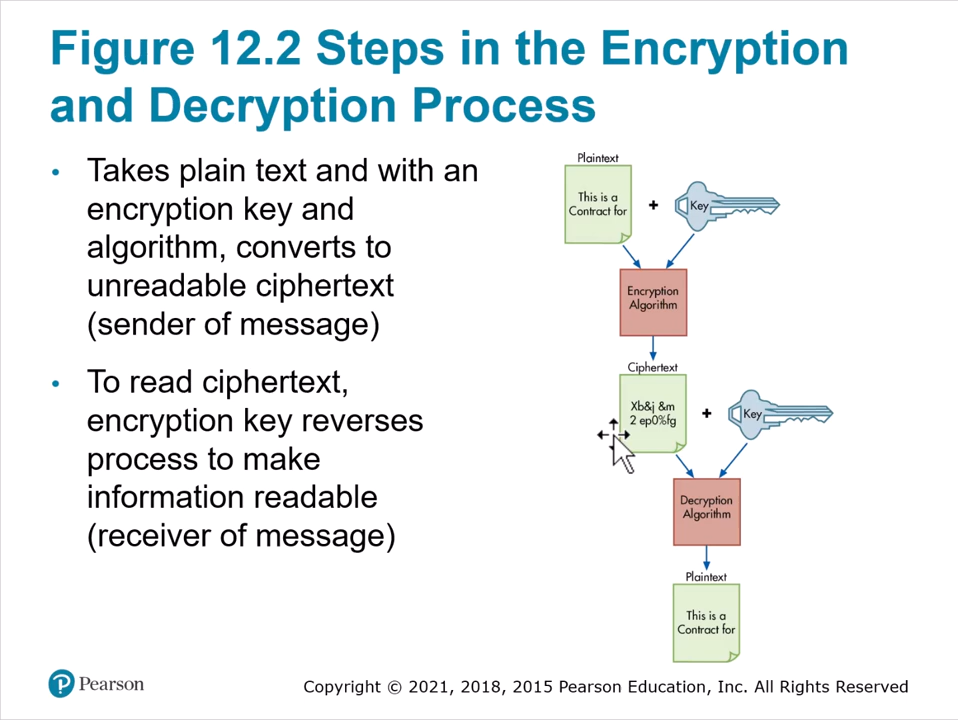 Figure 12.2 Steps in the Encryption
and Decryption Process
• Takes plain text and with an
encryption key and
algorithm, converts to
unreadable ciphertext
(sender of message)
• To read ciphertext,
encryption key reverses
process to make
information readable
(receiver of message)
Plaintext
This is a
Contract for
+
Key
Encryption
Algorithm
Ciphertext
Xb&j &m
2 ep0%fg
+
Key
Decryption
Algorithm
Plaintext
This is a
Contract for
P Pearson
Copyright © 2021, 2018, 2015 Pearson Education, Inc. All Rights Reserved